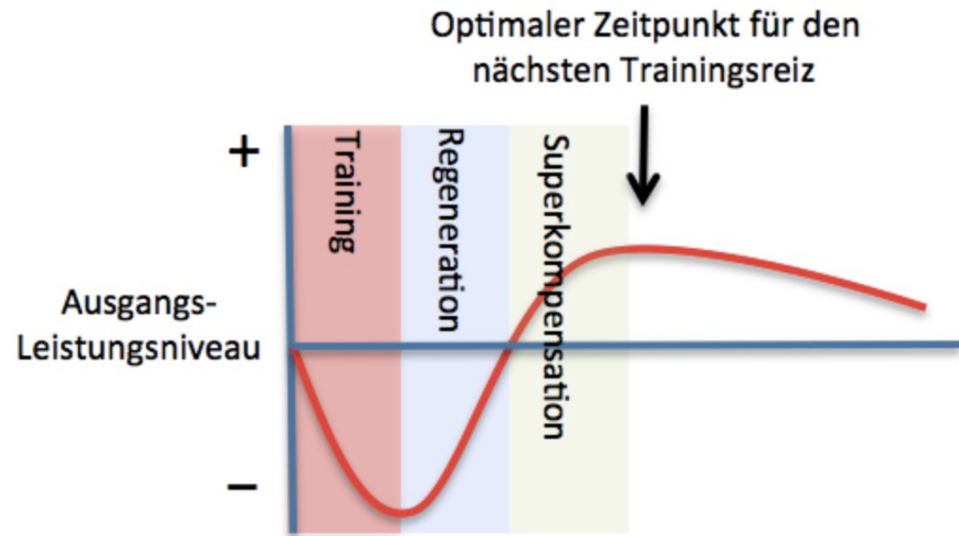 Optimaler Zeitpunkt für den
nächsten Trainingsreiz
+
Training
Regeneration
Superkompensation
Ausgangs-
Leistungsniveau
–